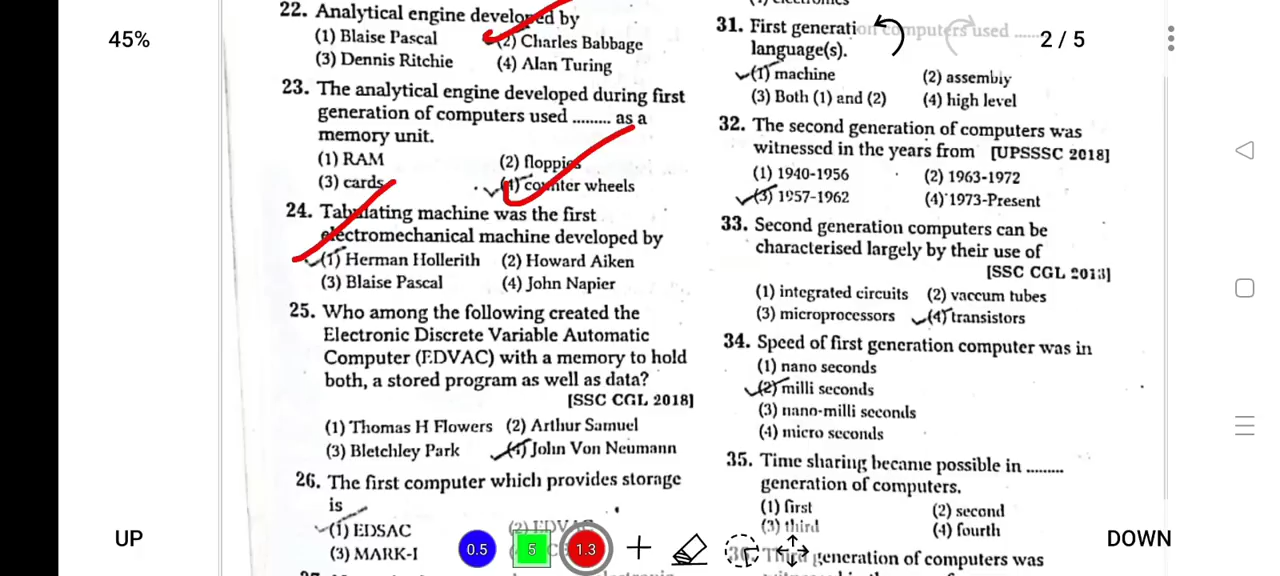 45%
UP
22. Analytical engine developed by
(1) Blaise Pascal (2) Charles Babbage
(3) Dennis Ritchie (4) Alan Turing
23. The analytical engine developed during first
generation of computers used ......... as a
memory unit.
(1) RAM (2) floppies
(3) cards (4) counter wheels
24. Tabulating machine was the first
electromechanical machine developed by
(1) Herman Hollerith (2) Howard Aiken
(3) Blaise Pascal (4) John Napier
25. Who among the following created the
Electronic Discrete Variable Automatic
Computer (EDVAC) with a memory to hold
both, a stored program as well as data?
[SSC CGL 2018]
(1) Thomas H Flowers (2) Arthur Samuel
(3) Bletchley Park (4) John Von Neumann
26. The first computer which provides storage
is
(1) EDSAC (2) EDVAC
(3) MARK-I
0.5 5 1.3
31. First generation computers used ......
language(s).
(1) machine (2) assembly
(3) Both (1) and (2) (4) high level
32. The second generation of computers was
witnessed in the years from [UPSSSC 2018]
(1) 1940-1956 (2) 1963-1972
(3) 1957-1962 (4) 1973-Present
33. Second generation computers can be
characterised largely by their use of
[SSC CGL 2013]
(1) integrated circuits (2) vaccum tubes
(3) microprocessors (4) transistors
34. Speed of first generation computer was in
(1) nano seconds
(2) milli seconds
(3) nano-milli seconds
(4) micro seconds
35. Time sharing became possible in .........
generation of computers.
(1) first (2) second
(3) third (4) fourth
36. Third generation of computers was
2 / 5
DOWN